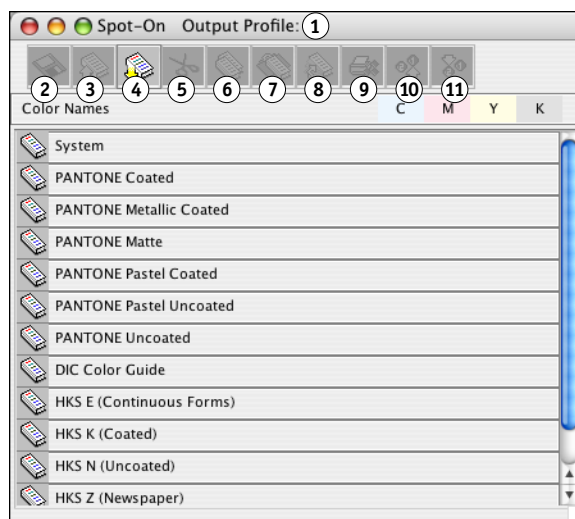 Spot-On Output Profile: 1
2 3 4 5 6 7 8 9 10 11
Color Names C M Y K
System
PANTONE Coated
PANTONE Metallic Coated
PANTONE Matte
PANTONE Pastel Coated
PANTONE Pastel Uncoated
PANTONE Uncoated
DIC Color Guide
HKS E (Continuous Forms)
HKS K (Coated)
HKS N (Uncoated)
HKS Z (Newspaper)